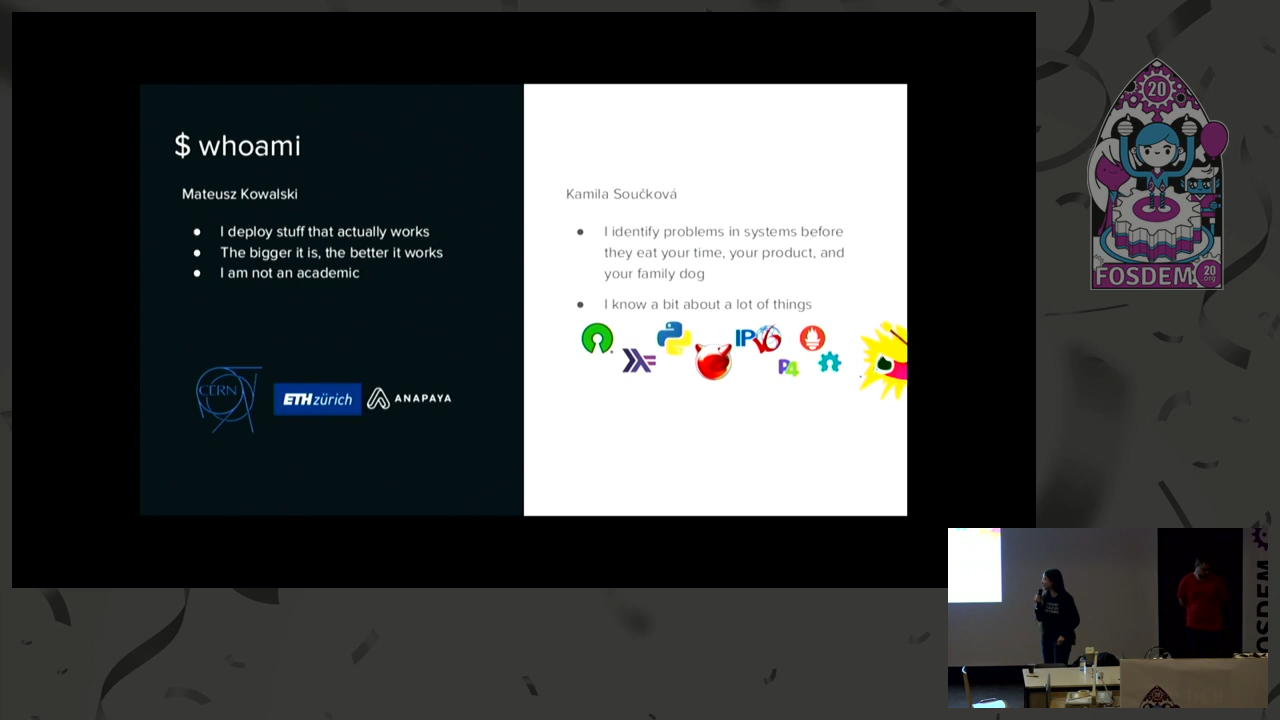 $ whoami
Mateusz Kowalski
● I deploy stuff that actually works
● The bigger it is, the better it works
● I am not an academic
CERN
ETH zürich
ANAPAYA
Kamila Součková
● I identify problems in systems before
they eat your time, your product, and
your family dog
● I know a bit about a lot of things
IPv6
P4
20
FOSDEM 20
.org
FOSDEM